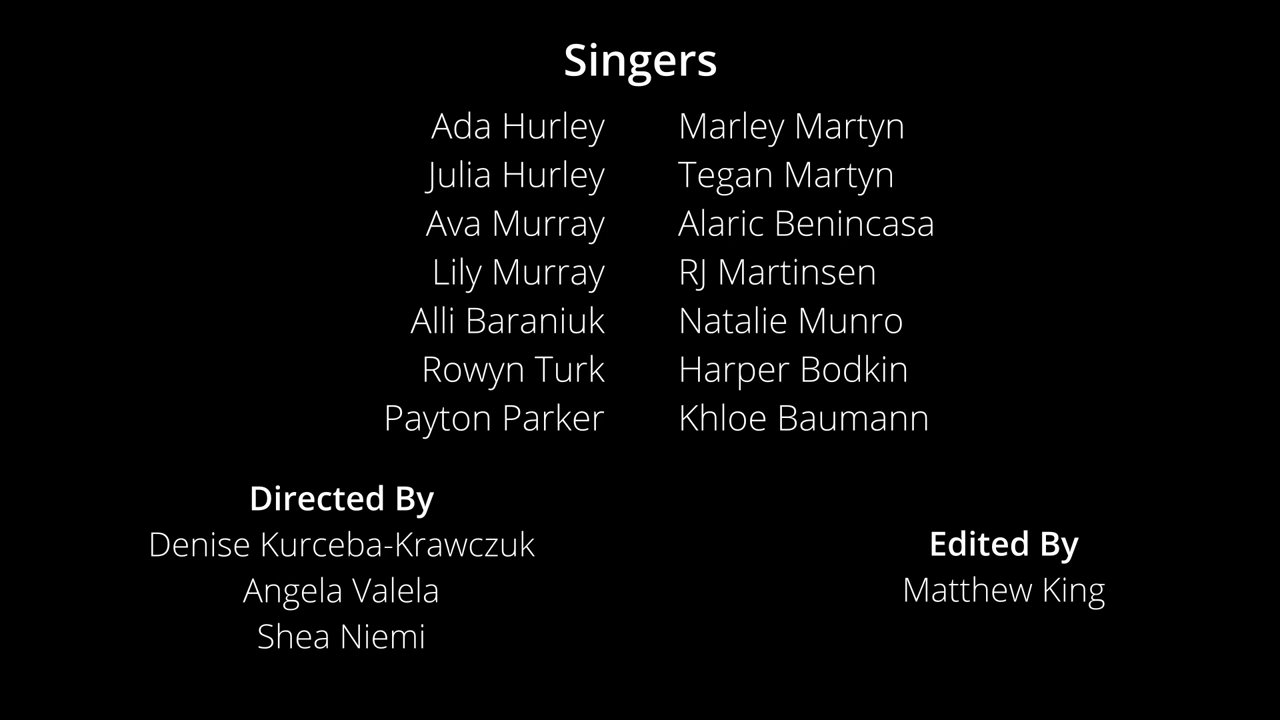 Singers
Ada Hurley Marley Martyn
Julia Hurley Tegan Martyn
Ava Murray Alaric Benincasa
Lily Murray RJ Martinsen
Alli Baraniuk Natalie Munro
Rowyn Turk Harper Bodkin
Payton Parker Khloe Baumann
Directed By
Denise Kurceba-Krawczuk
Angela Valela
Shea Niemi
Edited By
Matthew King